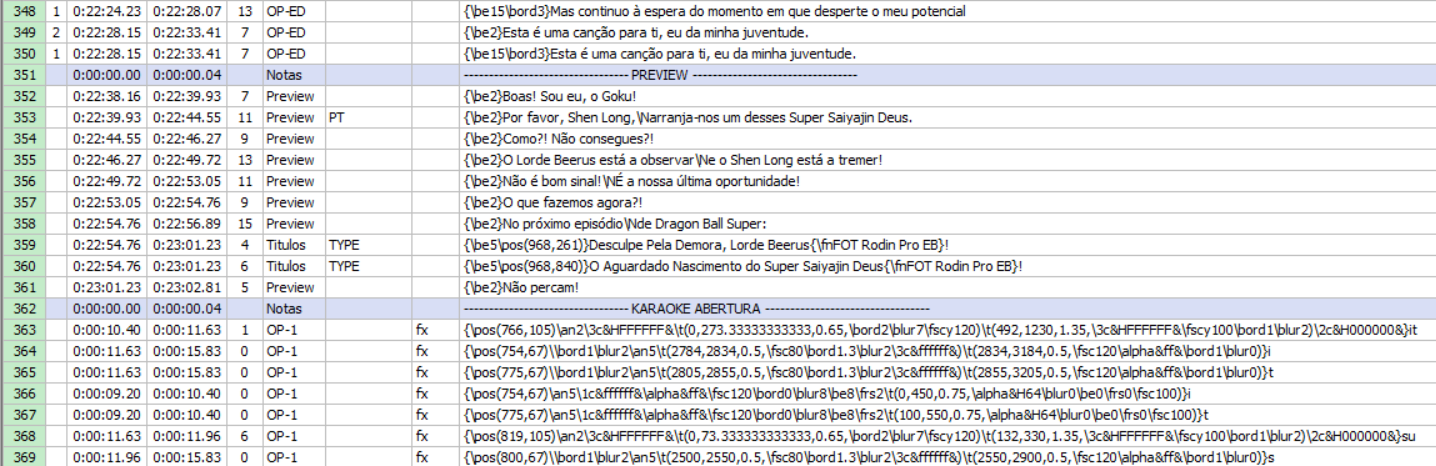 348 1 0:22:24.23 0:22:28.07 13 OP-ED {\be15\bord3}Mas continuo à espera do momento em que desperte o meu potencial
349 2 0:22:28.15 0:22:33.41 7 OP-ED {\be2}Esta é uma canção para ti, eu da minha juventude.
350 1 0:22:28.15 0:22:33.41 7 OP-ED {\be15\bord3}Esta é uma canção para ti, eu da minha juventude.
351 0:00:00.00 0:00:00.04 Notas --------------------------------- PREVIEW ---------------------------------
352 0:22:38.16 0:22:39.93 7 Preview {\be2}Boas! Sou eu, o Goku!
353 0:22:39.93 0:22:44.55 11 Preview PT {\be2}Por favor, Shen Long,\Narranja-nos um desses Super Saiyajin Deus.
354 0:22:44.55 0:22:46.27 9 Preview {\be2}Como?! Não consegues?!
355 0:22:46.27 0:22:49.72 13 Preview {\be2}O Lorde Beerus está a observar\Ne o Shen Long está a tremer!
356 0:22:49.72 0:22:53.05 11 Preview {\be2}Não é bom sinal!\NÉ a nossa última oportunidade!
357 0:22:53.05 0:22:54.76 9 Preview {\be2}O que fazemos agora?!
358 0:22:54.76 0:22:56.89 15 Preview {\be2}No próximo episódio\Nde Dragon Ball Super:
359 0:22:54.76 0:23:01.23 4 Titulos TYPE {\be5\pos(968,261)}Desculpe Pela Demora, Lorde Beerus{\fnFOT Rodin Pro EB}!
360 0:22:54.76 0:23:01.23 6 Titulos TYPE {\be5\pos(968,840)}O Aguardado Nascimento do Super Saiyajin Deus{\fnFOT Rodin Pro EB}!
361 0:23:01.23 0:23:02.81 5 Preview {\be2}Não percam!
362 0:00:00.00 0:00:00.04 Notas --------------------------------- KARAOKE ABERTURA ---------------------------------
363 0:00:10.40 0:00:11.63 1 OP-1 fx {\pos(766,105)\an2\3c&HFFFFFF&\t(0,273.33333333333,0.65,\bord2\blur7\fscy120)\t(492,1230,1.35,\3c&HFFFFFF&\fscy100\bord1\blur2)\2c&H000000&}it
364 0:00:11.63 0:00:15.83 0 OP-1 fx {\pos(754,67)\\bord1\blur2\an5\t(2784,2834,0.5,\fsc80\bord1.3\blur2\3c&ffffff&)\t(2834,3184,0.5,\fsc120\alpha&ff&\bord1\blur0)}i
365 0:00:11.63 0:00:15.83 0 OP-1 fx {\pos(775,67)\\bord1\blur2\an5\t(2805,2855,0.5,\fsc80\bord1.3\blur2\3c&ffffff&)\t(2855,3205,0.5,\fsc120\alpha&ff&\bord1\blur0)}t
366 0:00:09.20 0:00:10.40 0 OP-1 fx {\pos(754,67)\an5\1c&ffffff&\alpha&ff&\fsc120\bord0\blur8\be8\frs2\t(0,450,0.75,\alpha&H64\blur0\be0\frs0\fsc100)}i
367 0:00:09.20 0:00:10.40 0 OP-1 fx {\pos(775,67)\an5\1c&ffffff&\alpha&ff&\fsc120\bord0\blur8\be8\frs2\t(100,550,0.75,\alpha&H64\blur0\be0\frs0\fsc100)}t
368 0:00:11.63 0:00:11.96 6 OP-1 fx {\pos(819,105)\an2\3c&HFFFFFF&\t(0,73.333333333333,0.65,\bord2\blur7\fscy120)\t(132,330,1.35,\3c&HFFFFFF&\fscy100\bord1\blur2)\2c&H000000&}su
369 0:00:11.96 0:00:15.83 0 OP-1 fx {\pos(800,67)\\bord1\blur2\an5\t(2500,2550,0.5,\fsc80\bord1.3\blur2\3c&ffffff&)\t(2550,2900,0.5,\fsc120\alpha&ff&\bord1\blur0)}s